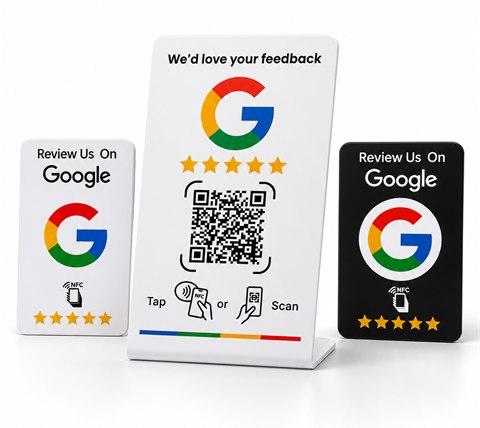 We'd love your feedback
G
Tap
NFC
or
Scan
Review Us On
Google
G
NFC
Review Us On
Google
G
NFC